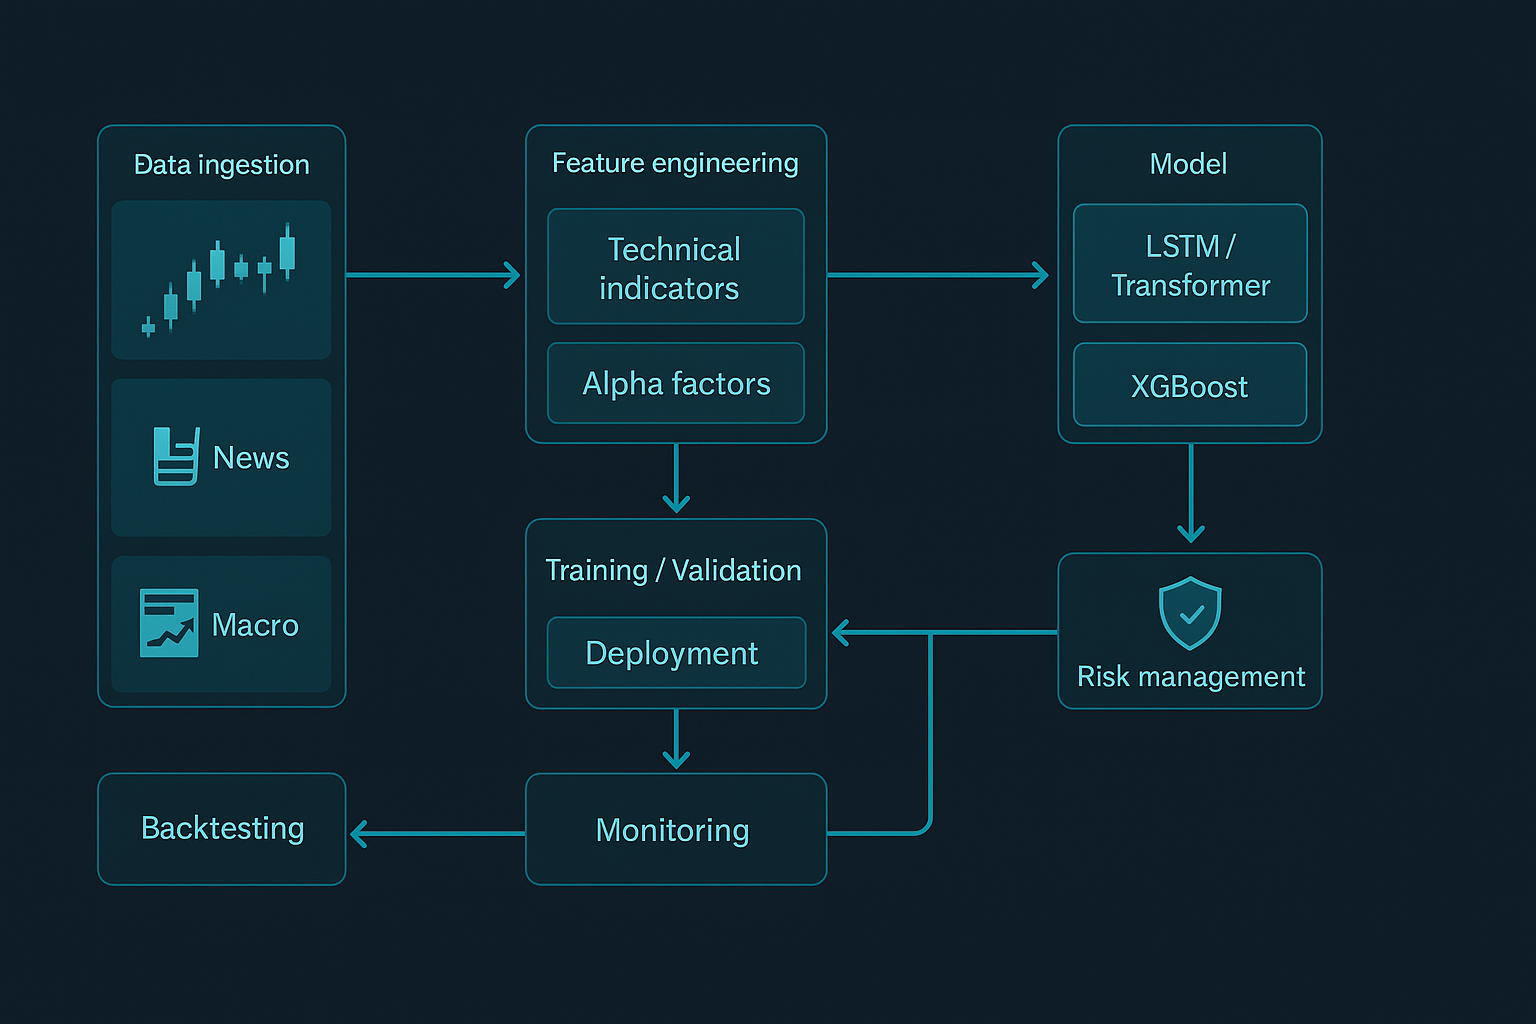 Data ingestion
News
Macro
Feature engineering
Technical
indicators
Alpha factors
Model
LSTM /
Transformer
XGBoost
Training / Validation
Deployment
Risk management
Backtesting
Monitoring